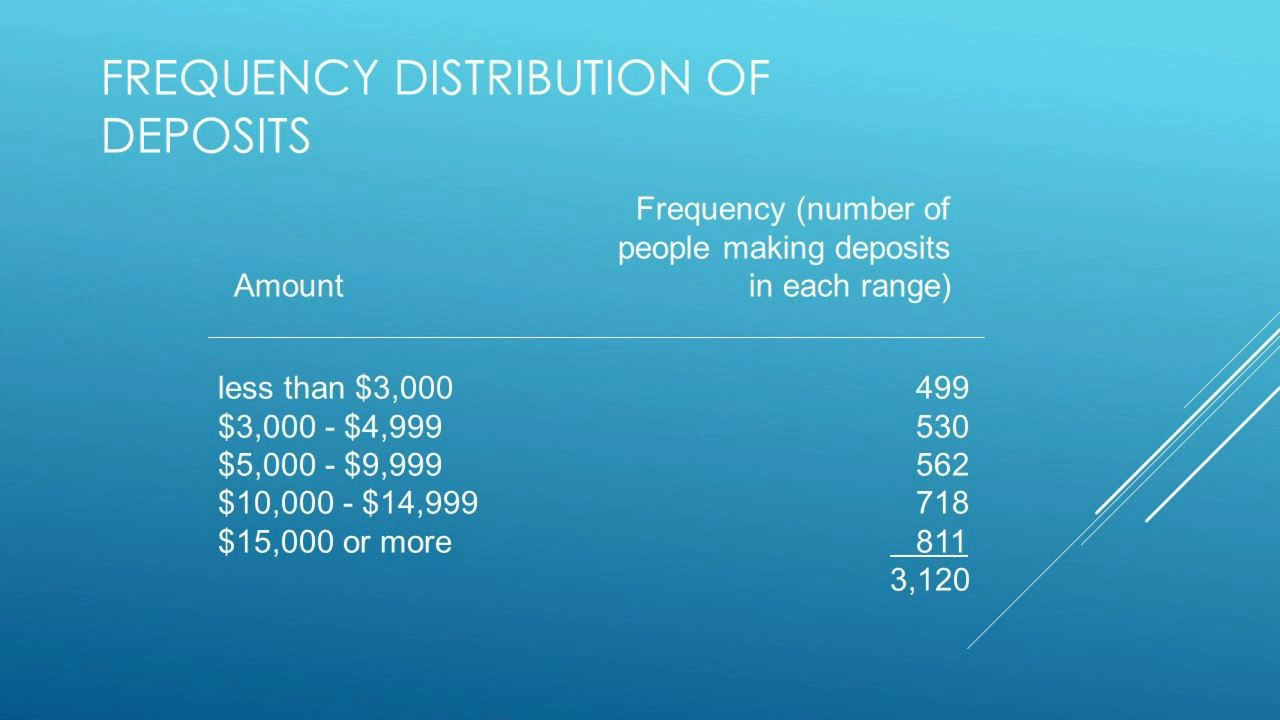 FREQUENCY DISTRIBUTION OF
DEPOSITS
Frequency (number of
people making deposits
Amount in each range)
less than $3,000 499
$3,000 - $4,999 530
$5,000 - $9,999 562
$10,000 - $14,999 718
$15,000 or more 811
3,120